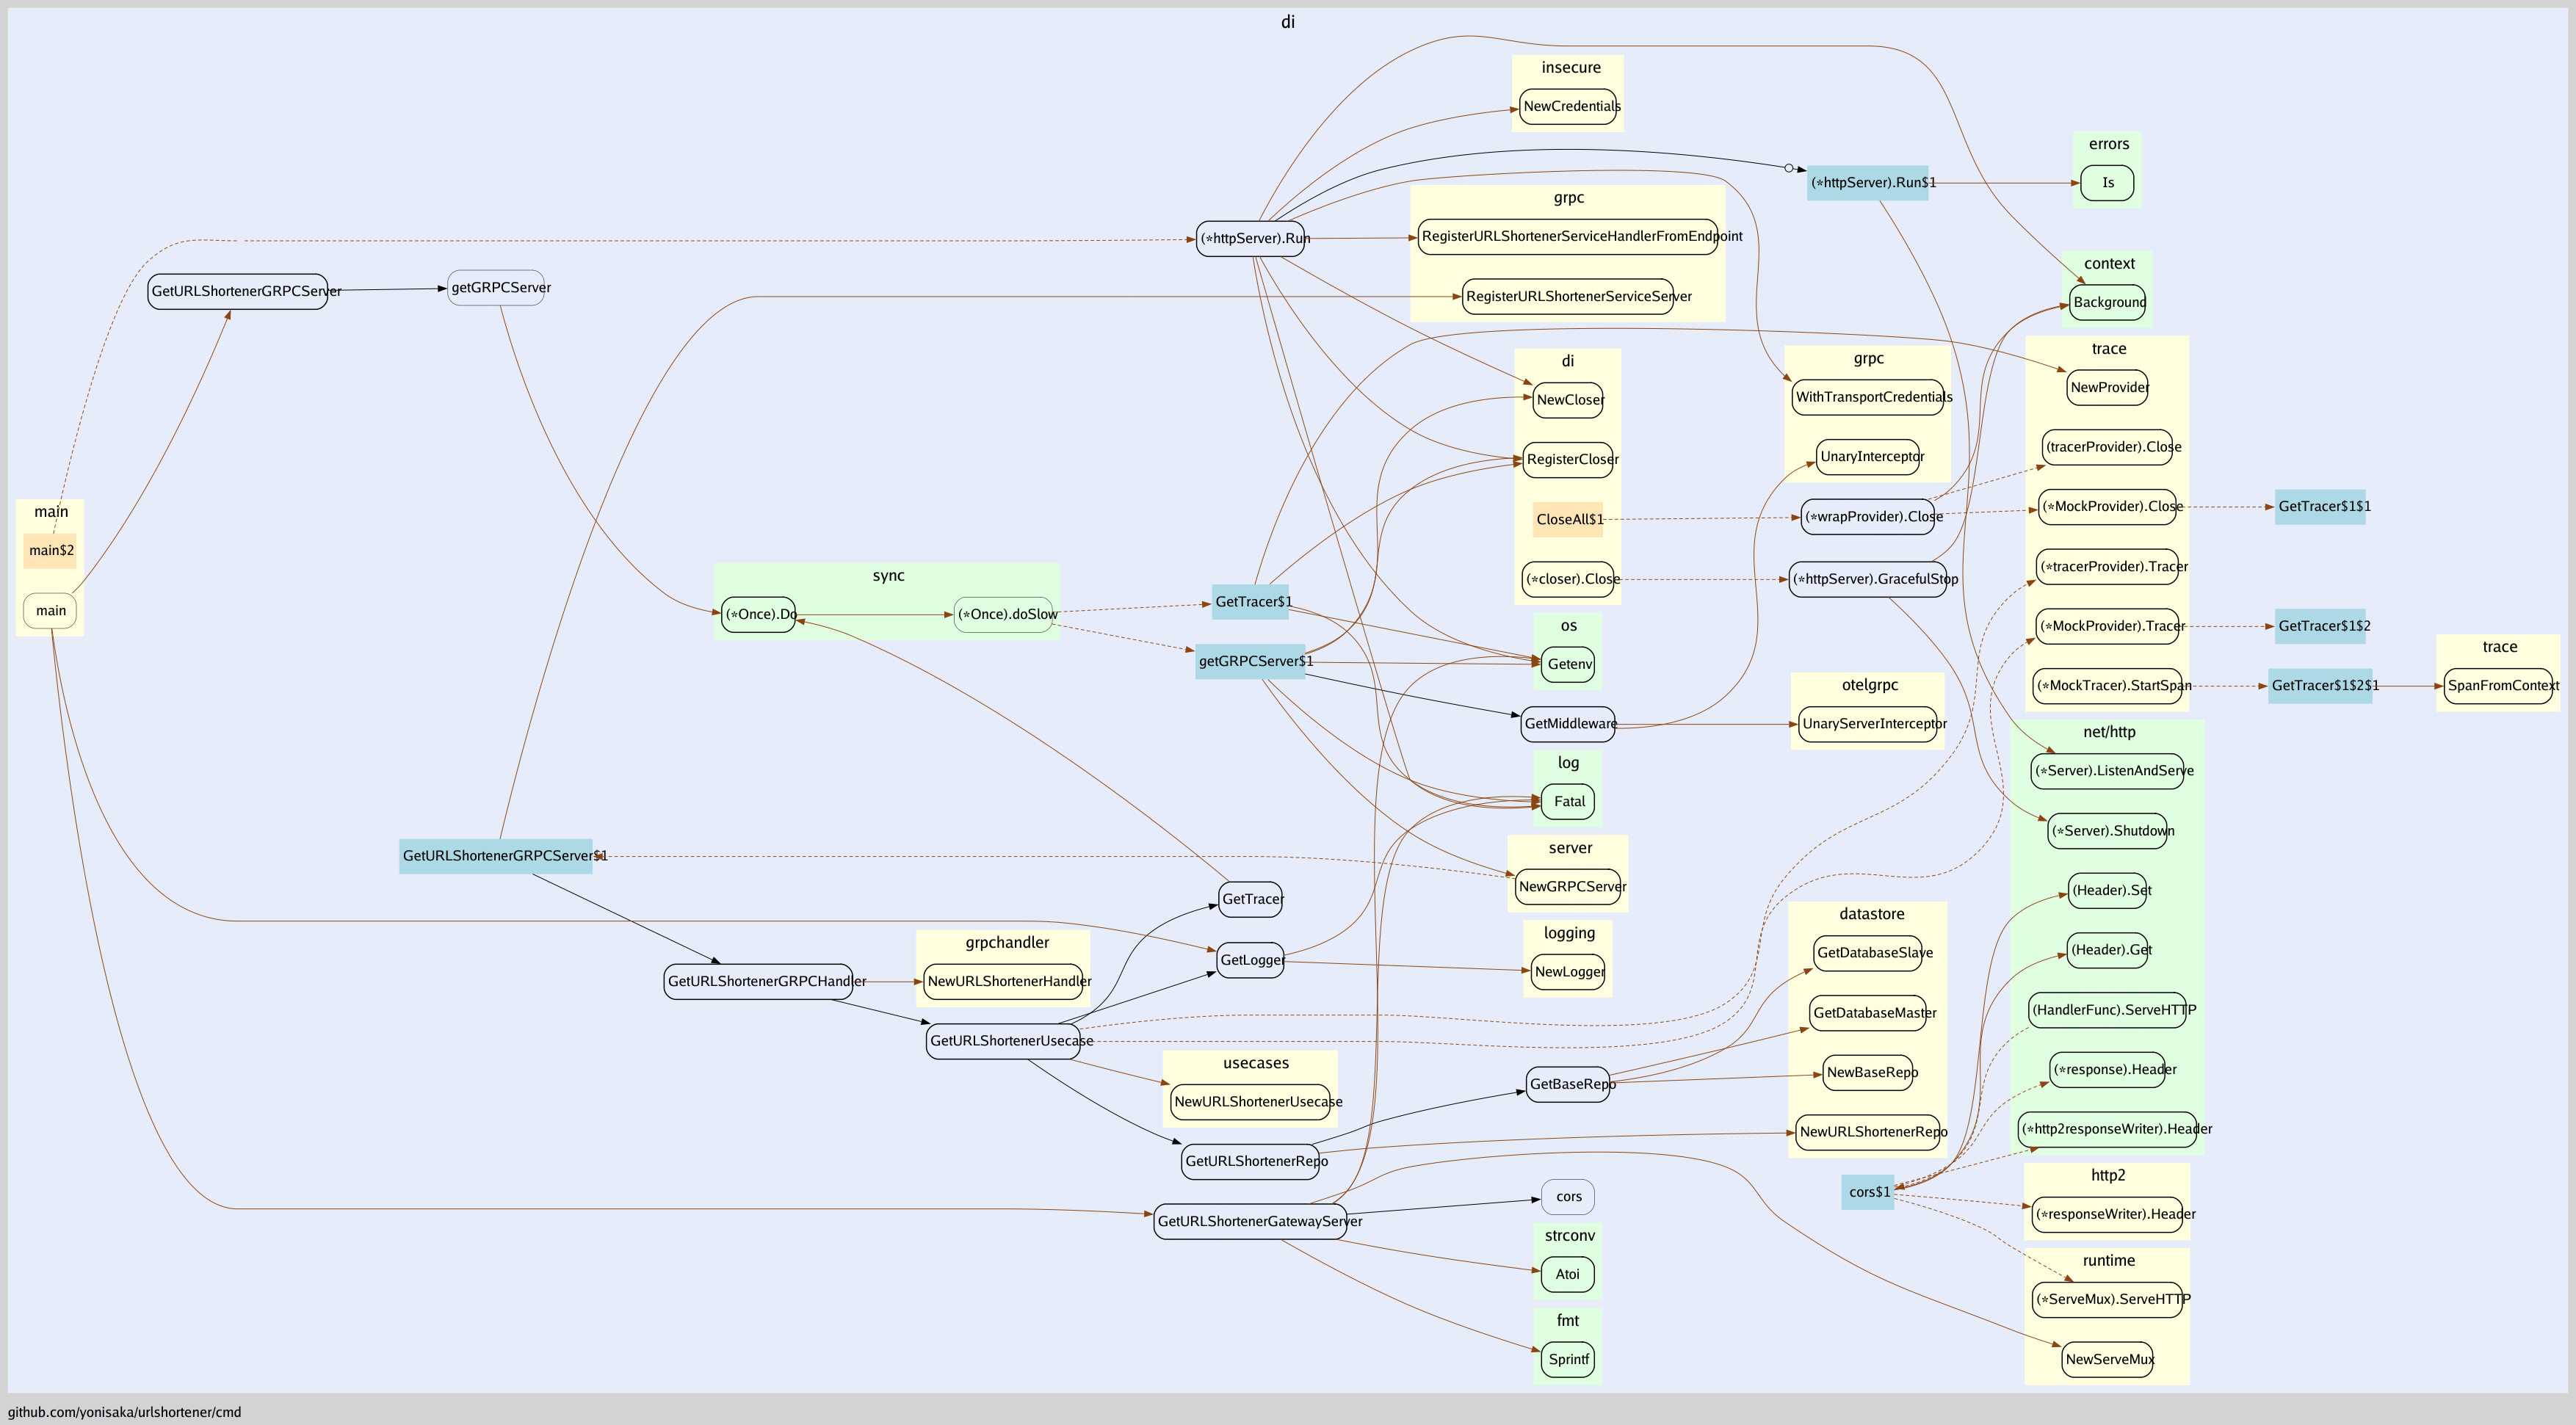 di
insecure
NewCredentials
errors
Is
(*httpServer).Run$1
grpc
RegisterURLShortenerServiceHandlerFromEndpoint
RegisterURLShortenerServiceServer
(*httpServer).Run
context
Background
GetURLShortenerGRPCServer
getGRPCServer
di
NewCloser
RegisterCloser
CloseAll$1
(*closer).Close
grpc
WithTransportCredentials
UnaryInterceptor
(*wrapProvider).Close
(*httpServer).GracefulStop
trace
NewProvider
(tracerProvider).Close
(*MockProvider).Close
(*tracerProvider).Tracer
(*MockProvider).Tracer
(*MockTracer).StartSpan
GetTracer$1$1
GetTracer$1$2
GetTracer$1$2$1
trace
SpanFromContext
main
main$2
main
sync
(*Once).Do
(*Once).doSlow
GetTracer$1
getGRPCServer$1
os
Getenv
GetMiddleware
otelgrpc
UnaryServerInterceptor
log
Fatal
net/http
(*Server).ListenAndServe
(*Server).Shutdown
(Header).Set
(Header).Get
(HandlerFunc).ServeHTTP
(*response).Header
(*http2responseWriter).Header
GetURLShortenerGRPCServer$1
server
NewGRPCServer
GetTracer
GetLogger
logging
NewLogger
grpchandler
NewURLShortenerHandler
GetURLShortenerGRPCHandler
GetURLShortenerUsecase
datastore
GetDatabaseSlave
GetDatabaseMaster
NewBaseRepo
NewURLShortenerRepo
usecases
NewURLShortenerUsecase
GetBaseRepo
GetURLShortenerRepo
cors$1
http2
(*responseWriter).Header
GetURLShortenerGatewayServer
cors
strconv
Atoi
runtime
(*ServeMux).ServeHTTP
NewServeMux
fmt
Sprintf
github.com/yonisaka/urlshortener/cmd